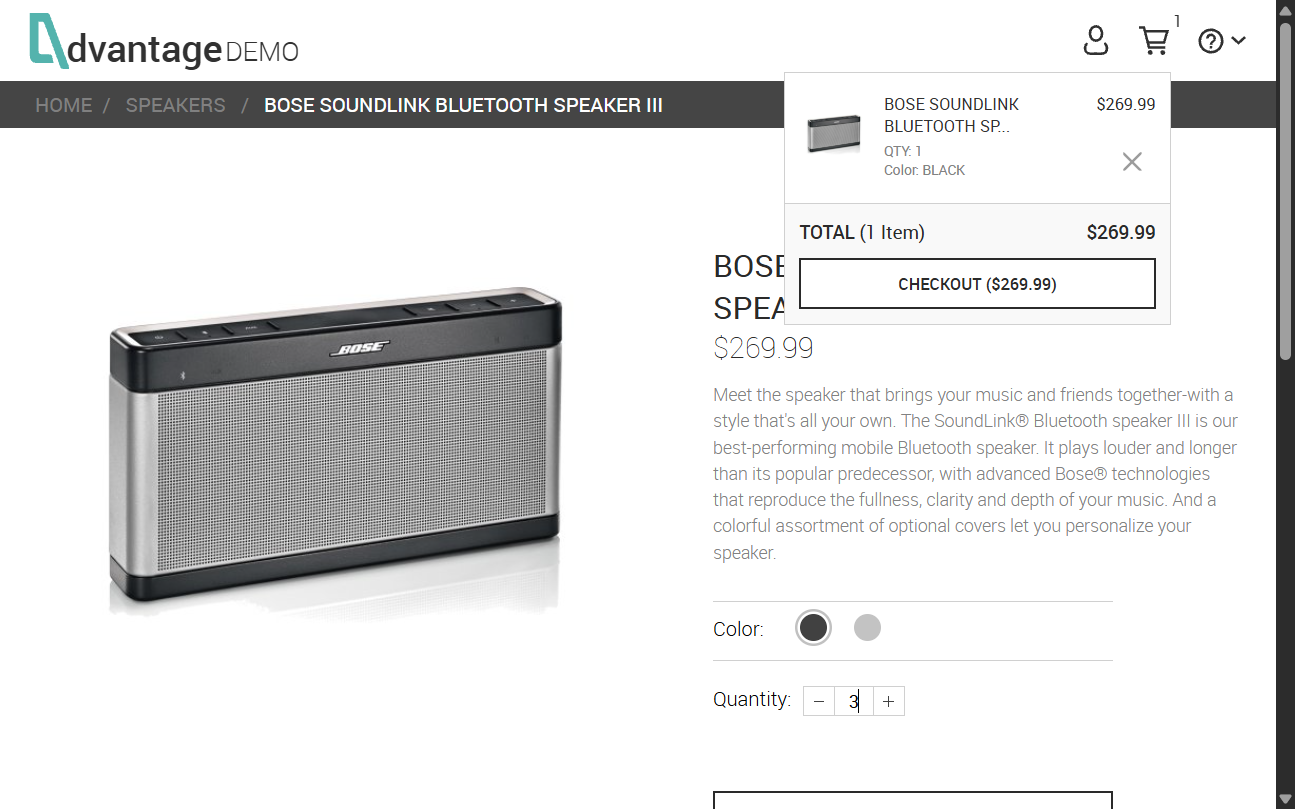 dvantage DEMO
1
HOME / SPEAKERS / BOSE SOUNDLINK BLUETOOTH SPEAKER III
BOSE SOUNDLINK $269.99
BLUETOOTH SP...
QTY: 1
Color: BLACK
TOTAL (1 Item) $269.99
CHECKOUT ($269.99)
BOSE
SPEA
$269.99
Meet the speaker that brings your music and friends together-with a
style that's all your own. The SoundLink® Bluetooth speaker III is our
best-performing mobile Bluetooth speaker. It plays louder and longer
than its popular predecessor, with advanced Bose® technologies
that reproduce the fullness, clarity and depth of your music. And a
colorful assortment of optional covers let you personalize your
speaker.
BOSE
Color:
Quantity: − 3 +